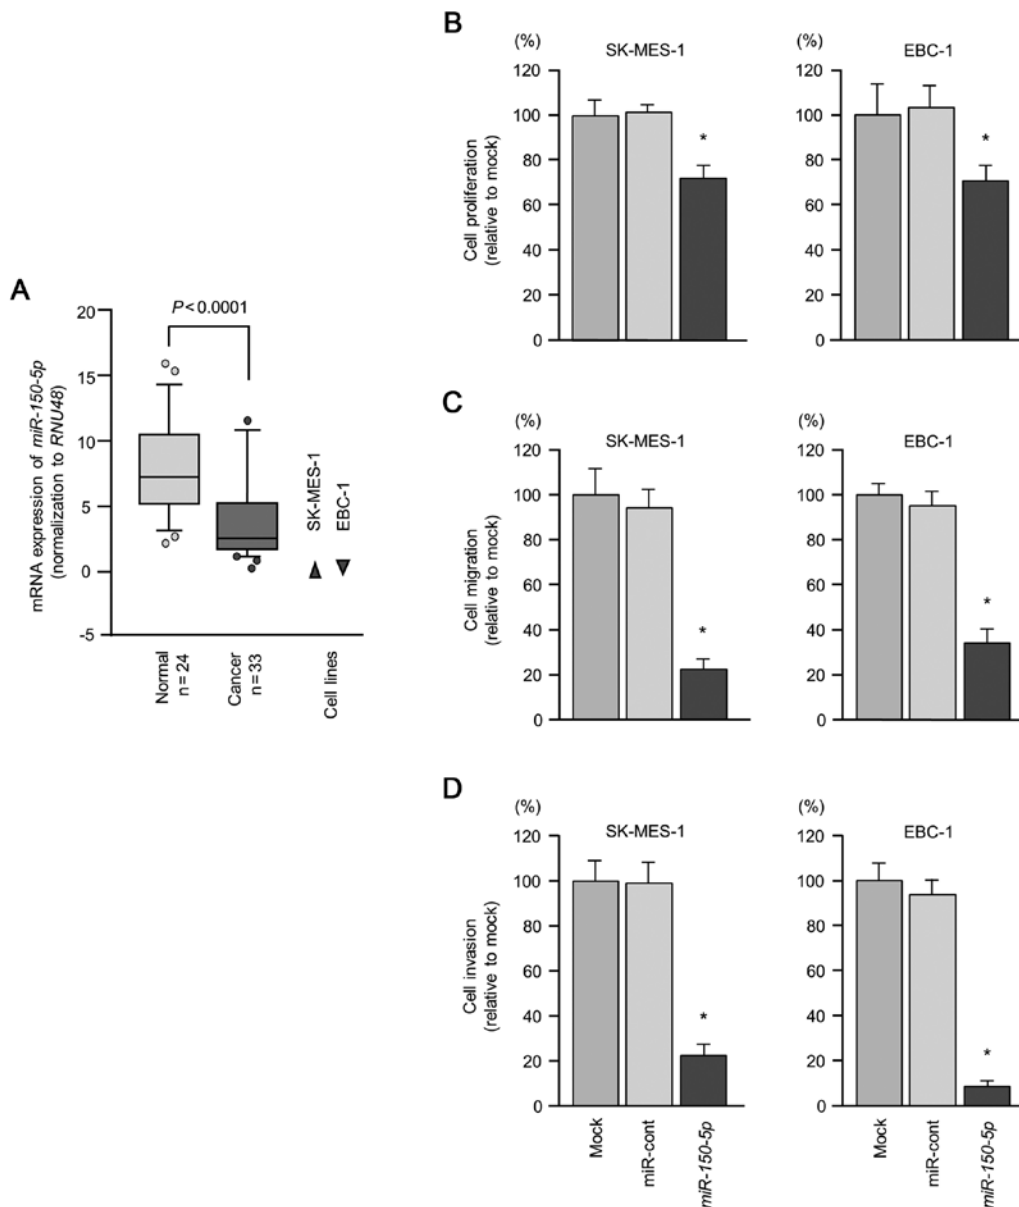 A
mRNA expression of miR-150-5p
(normalization to RNU48)
20
15
10
5
0
-5
P<0.0001
SK-MES-1
EBC-1
Normal
n=24
Cancer
n=33
Cell lines
B
(%)
SK-MES-1
Cell proliferation
(relative to mock)
120
100
80
60
40
20
0
*
(%)
EBC-1
120
100
80
60
40
20
0
*
C
(%)
SK-MES-1
Cell migration
(relative to mock)
120
100
80
60
40
20
0
*
(%)
EBC-1
120
100
80
60
40
20
0
*
D
(%)
SK-MES-1
Cell invasion
(relative to mock)
120
100
80
60
40
20
0
*
Mock
miR-cont
miR-150-5p
(%)
EBC-1
120
100
80
60
40
20
0
*
Mock
miR-cont
miR-150-5p